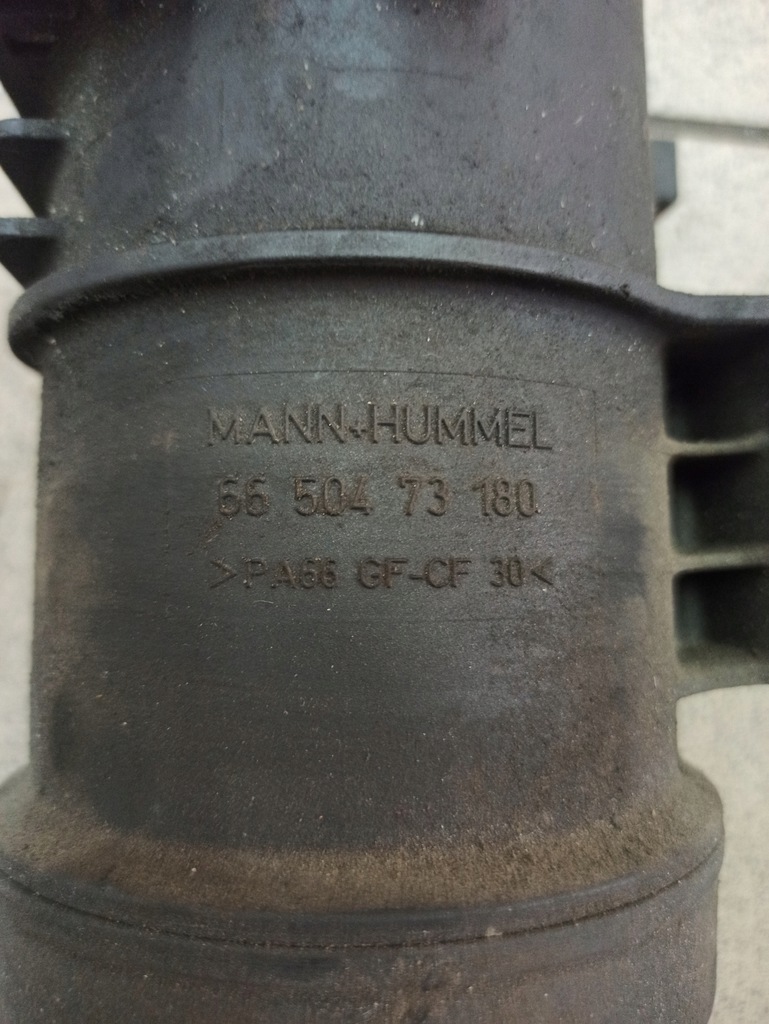 MANN+HUMMEL
66 504 73 180
>PA66 GF-CF 30<